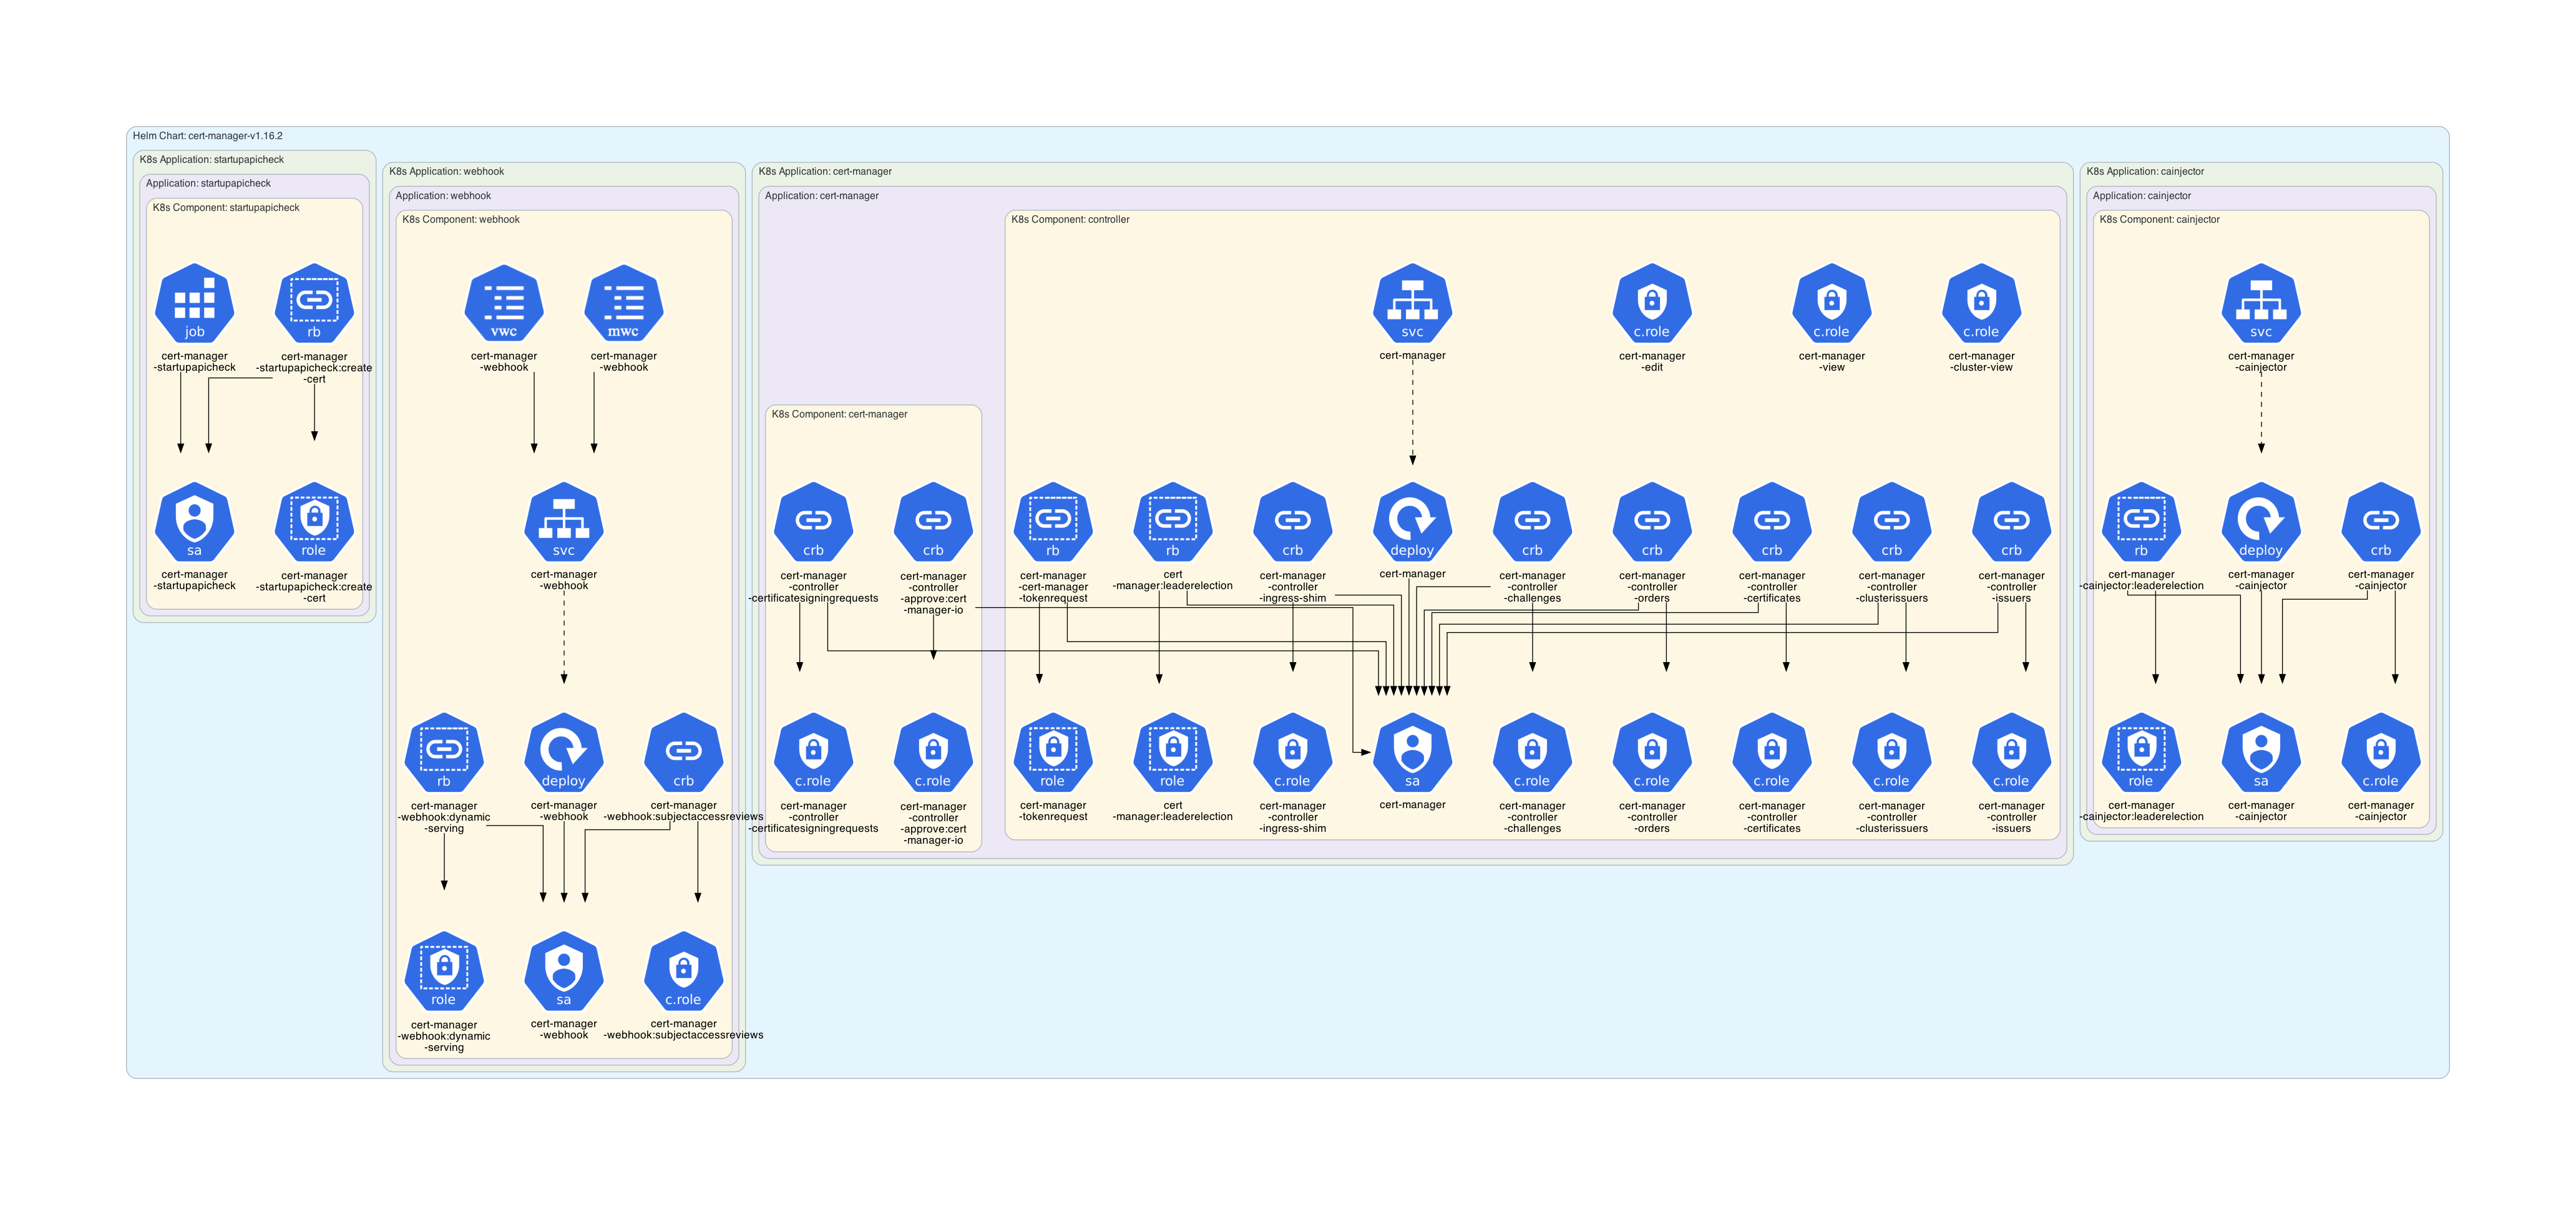 Helm Chart: cert-manager-v1.16.2
K8s Application: startupapicheck
Application: startupapicheck
K8s Component: startupapicheck
job
cert-manager
-startupapicheck
rb
cert-manager
-startupapicheck:create
-cert
sa
cert-manager
-startupapicheck
role
cert-manager
-startupapicheck:create
-cert
K8s Application: webhook
Application: webhook
K8s Component: webhook
vwc
cert-manager
-webhook
mwc
cert-manager
-webhook
svc
cert-manager
-webhook
rb
cert-manager
-webhook:dynamic
-serving
deploy
cert-manager
-webhook
crb
cert-manager
-webhook:subjectaccessreviews
role
cert-manager
-webhook:dynamic
-serving
sa
cert-manager
-webhook
c.role
cert-manager
-webhook:subjectaccessreviews
K8s Application: cert-manager
Application: cert-manager
K8s Component: cert-manager
crb
cert-manager
-controller
-certificatesigningrequests
crb
cert-manager
-controller
-approve:cert
-manager-io
c.role
cert-manager
-controller
-certificatesigningrequests
c.role
cert-manager
-controller
-approve:cert
-manager-io
K8s Component: controller
svc
cert-manager
c.role
cert-manager
-edit
c.role
cert-manager
-view
c.role
cert-manager
-cluster-view
rb
cert-manager
-cert-manager
-tokenrequest
rb
cert
-manager:leaderelection
crb
cert-manager
-controller
-ingress-shim
deploy
cert-manager
crb
cert-manager
-controller
-challenges
crb
cert-manager
-controller
-orders
crb
cert-manager
-controller
-certificates
crb
cert-manager
-controller
-clusterissuers
crb
cert-manager
-controller
-issuers
role
cert-manager
-tokenrequest
role
cert
-manager:leaderelection
c.role
cert-manager
-controller
-ingress-shim
sa
cert-manager
c.role
cert-manager
-controller
-challenges
c.role
cert-manager
-controller
-orders
c.role
cert-manager
-controller
-certificates
c.role
cert-manager
-controller
-clusterissuers
c.role
cert-manager
-controller
-issuers
K8s Application: cainjector
Application: cainjector
K8s Component: cainjector
svc
cert-manager
-cainjector
rb
cert-manager
-cainjector:leaderelection
deploy
cert-manager
-cainjector
crb
cert-manager
-cainjector
role
cert-manager
-cainjector:leaderelection
sa
cert-manager
-cainjector
c.role
cert-manager
-cainjector